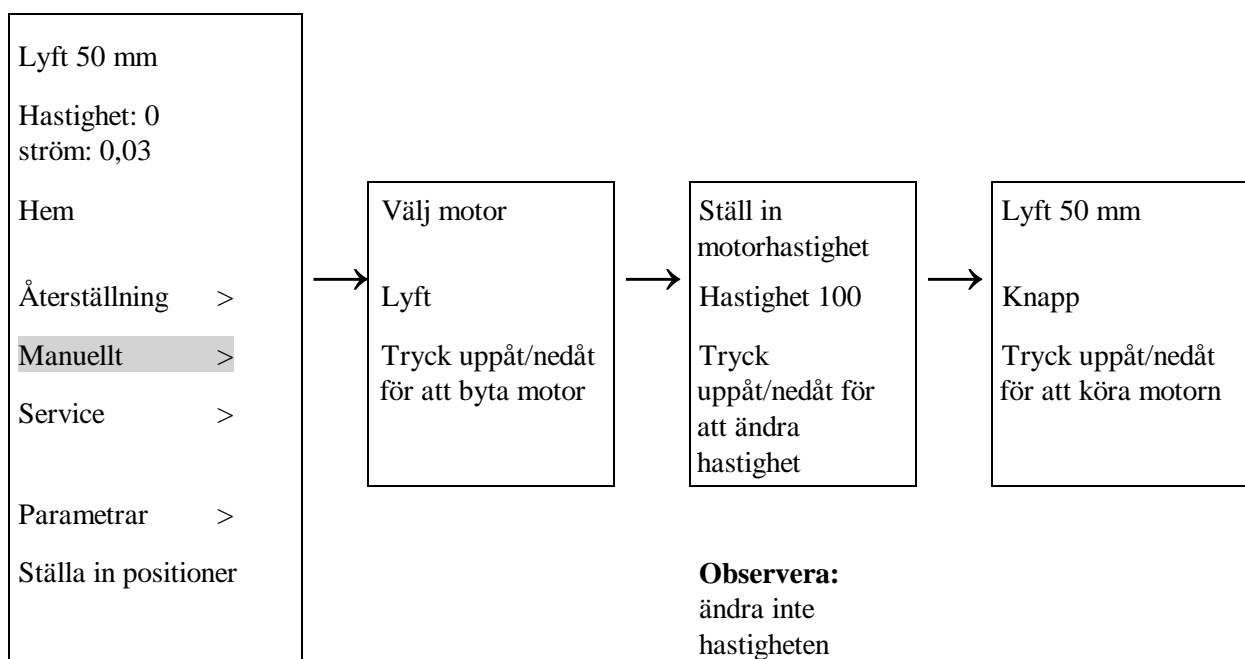 Lyft 50 mm
Hastighet: 0
ström: 0,03
Hem
Återställning >
Manuellt >
Service >
Parametrar >
Ställa in positioner
Välj motor
Lyft
Tryck uppåt/nedåt
för att byta motor
Ställ in
motorhastighet
Hastighet 100
Tryck
uppåt/nedåt för
att ändra
hastighet
Observera:
ändra inte
hastigheten
Lyft 50 mm
Knapp
Tryck uppåt/nedåt
för att köra motorn